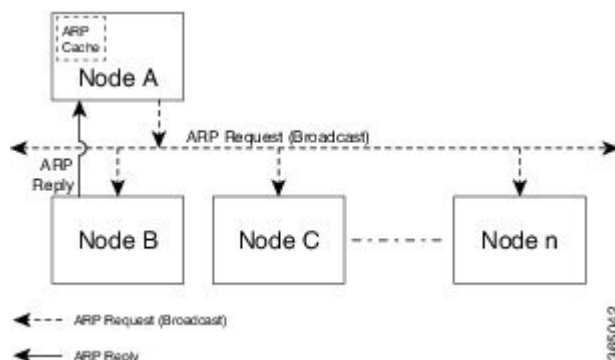 ARP
Cache
Node A
ARP Request (Broadcast)
ARP
Reply
Node B
Node C
Node n
ARP Request (Broadcast)
ARP Reply